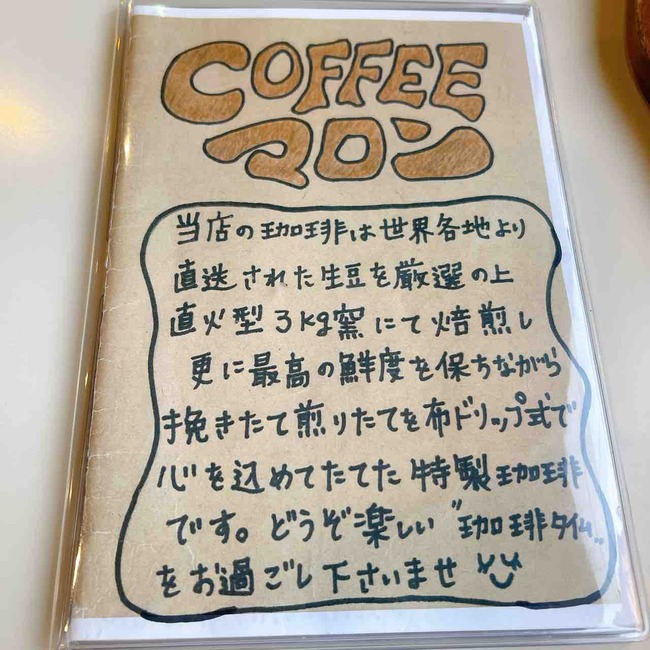 COFFEE
マロン
当店の珈琲は世界各地より
直送された生豆を厳選の上
直火型3kg窯にて焙煎し
更に最高の鮮度を保ちながら
挽きたて煎りたてを布ドリップ式で
心を込めてたてた特製珈琲
です。どうぞ楽しい〝珈琲タイム〟
をお過ごし下さいませ